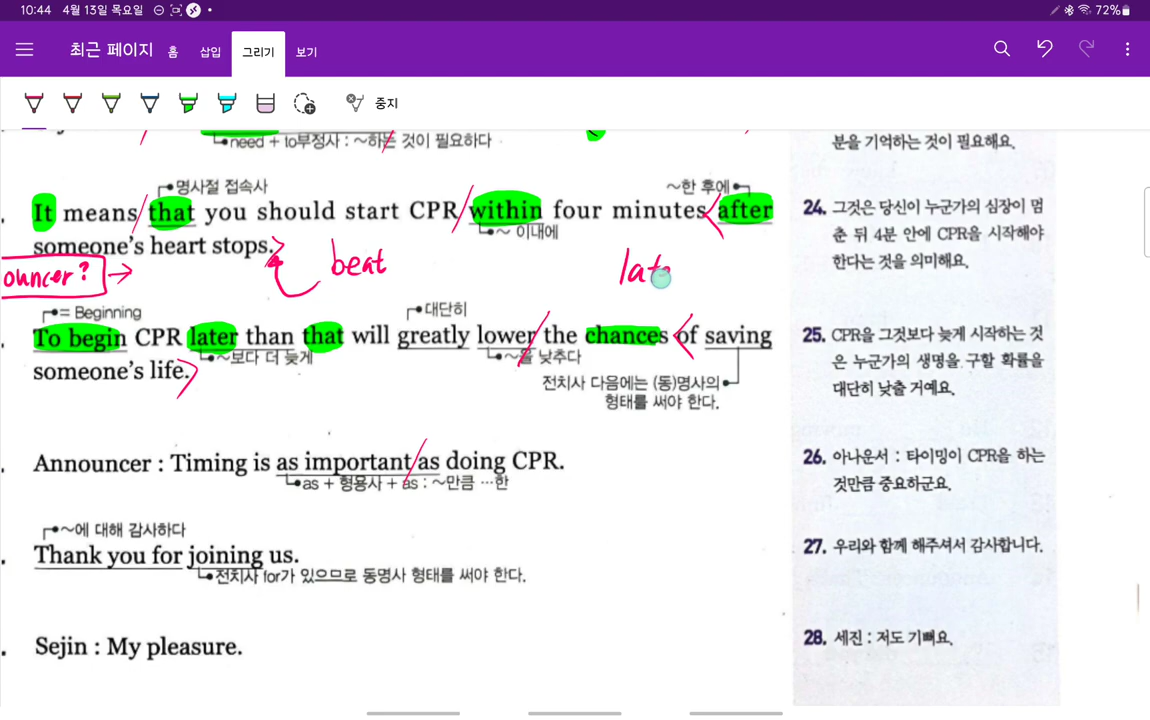 10:44 4월 13일 목요일 72%
최근 페이지 홈 삽입 그리기 보기
중지
need + to부정사 : ~하는 것이 필요하다
분을 기억하는 것이 필요해요.
명사절 접속사
~한 후에
. It means that you should start CPR within four minutes after
~ 이내에
someone's heart stops.
beat
ouncer?
24. 그것은 당신이 누군가의 심장이 멈
춘 뒤 4분 안에 CPR을 시작해야
한다는 것을 의미해요.
= Beginning
대단히
. To begin CPR later than that will greatly lower the chances of saving
~보다 더 늦게
~을 낮추다
someone's life.
전치사 다음에는 (동)명사의
형태를 써야 한다.
25. CPR을 그것보다 늦게 시작하는 것
은 누군가의 생명을 구할 확률을
대단히 낮출 거예요.
. Announcer : Timing is as important as doing CPR.
as + 형용사 + as : ~만큼 …한
26. 아나운서 : 타이밍이 CPR을 하는
것만큼 중요하군요.
~에 대해 감사하다
. Thank you for joining us.
전치사 for가 있으므로 동명사 형태를 써야 한다.
27. 우리와 함께 해주셔서 감사합니다.
. Sejin : My pleasure.
28. 세진 : 저도 기뻐요.